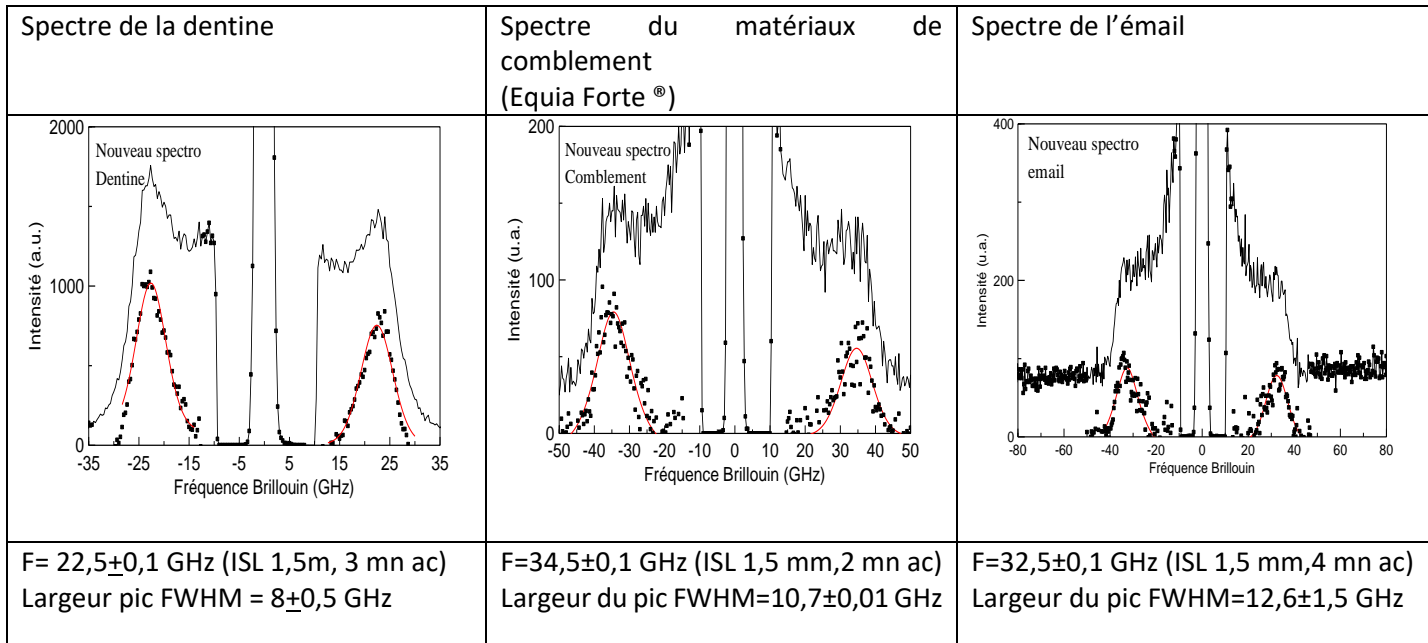 Spectre de la dentine
Spectre du matériaux de
comblement
(Equia Forte ®)
Spectre de l’émail
2000
1000
0
Intensité (a.u.)
Nouveau spectro
Dentine
-35 -25 -15 -5 5 15 25 35
Fréquence Brillouin (GHz)
200
100
0
Intensité (u.a.)
Nouveau spectro
Comblement
-50 -40 -30 -20 -10 0 10 20 30 40 50
Fréquence Brillouin (GHz)
400
200
0
Intensité (u.a.)
Nouveau spectro
email
-80 -60 -40 -20 0 20 40 60 80
Fréquence Brillouin (GHz)
F= 22,5±0,1 GHz (ISL 1,5m, 3 mn ac)
Largeur pic FWHM = 8±0,5 GHz
F=34,5±0,1 GHz (ISL 1,5 mm,2 mn ac)
Largeur du pic FWHM=10,7±0,01 GHz
F=32,5±0,1 GHz (ISL 1,5 mm,4 mn ac)
Largeur du pic FWHM=12,6±1,5 GHz